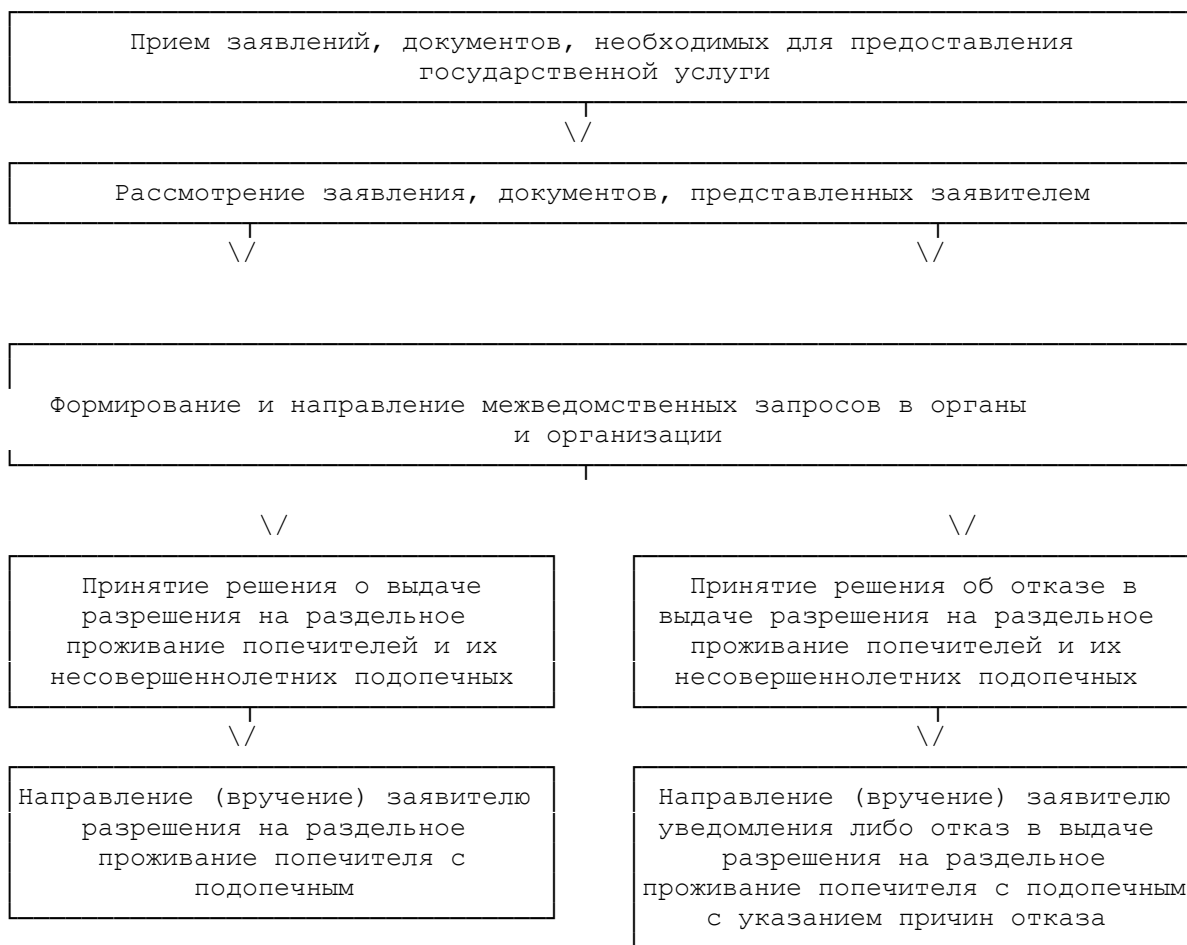 Прием заявлений, документов, необходимых для предоставления
государственной услуги
\/
Рассмотрение заявления, документов, представленных заявителем
\/ \/
Формирование и направление межведомственных запросов в органы
и организации
\/ \/
Принятие решения о выдаче
разрешения на раздельное
проживание попечителей и их
несовершеннолетних подопечных
Принятие решения об отказе в
выдаче разрешения на раздельное
проживание попечителей и их
несовершеннолетних подопечных
\/ \/
Направление (вручение) заявителю
разрешения на раздельное
проживание попечителя с
подопечным
Направление (вручение) заявителю
уведомления либо отказ в выдаче
разрешения на раздельное
проживание попечителя с подопечным
с указанием причин отказа